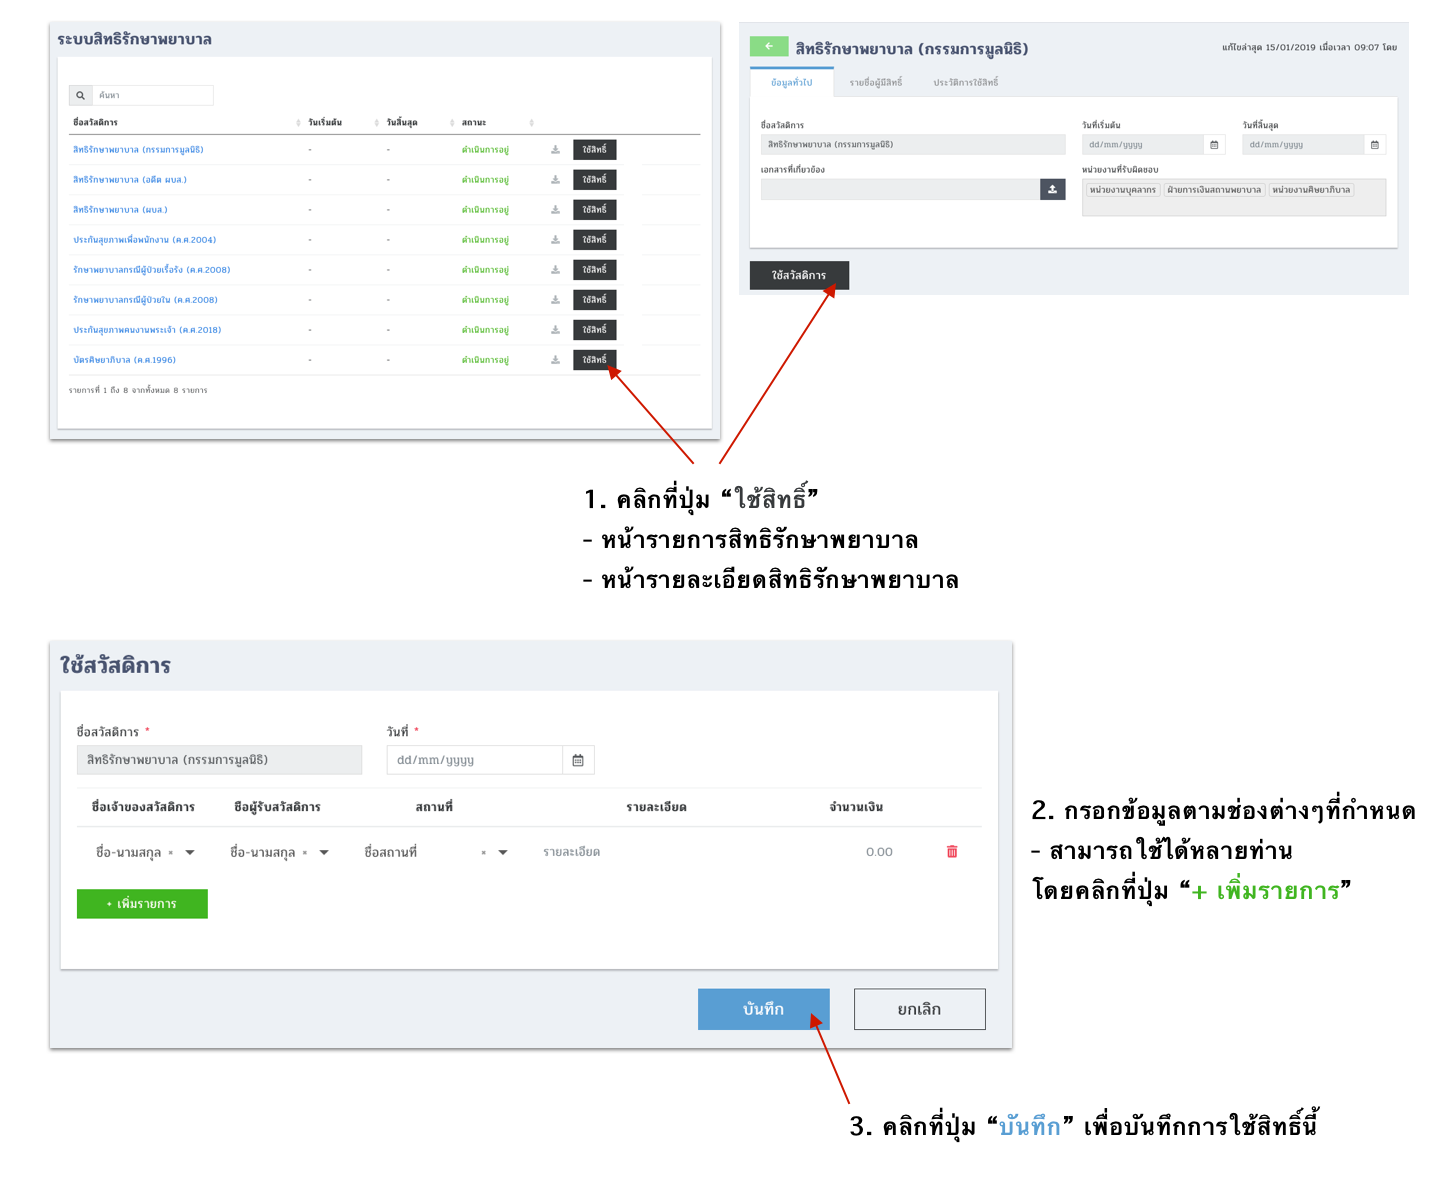 ระบบสิทธิรักษาพยาบาล
ค้นหา
ชื่อสวัสดิการ วันเริ่มต้น วันสิ้นสุด สถานะ
สิทธิรักษาพยาบาล (กรรมการมูลนิธิ) - - ดำเนินการอยู่ ใช้สิทธิ์
สิทธิรักษาพยาบาล (อดีต ผบส.) - - ดำเนินการอยู่ ใช้สิทธิ์
สิทธิรักษาพยาบาล (ผบส.) - - ดำเนินการอยู่ ใช้สิทธิ์
ประกันสุขภาพเพื่อพนักงาน (ค.ศ.2004) - - ดำเนินการอยู่ ใช้สิทธิ์
รักษาพยาบาลกรณีผู้ป่วยเรื้อรัง (ค.ศ.2008) - - ดำเนินการอยู่ ใช้สิทธิ์
รักษาพยาบาลกรณีผู้ป่วยใน (ค.ศ.2008) - - ดำเนินการอยู่ ใช้สิทธิ์
ประกันสุขภาพคนงานพระเจ้า (ค.ศ.2018) - - ดำเนินการอยู่ ใช้สิทธิ์
บัตรศิษยาภิบาล (ค.ศ.1996) - - ดำเนินการอยู่ ใช้สิทธิ์
รายการที่ 1 ถึง 8 จากทั้งหมด 8 รายการ
สิทธิรักษาพยาบาล (กรรมการมูลนิธิ) แก้ไขล่าสุด 15/01/2019 เมื่อเวลา 09:07 โดย
ข้อมูลทั่วไป รายชื่อผู้มีสิทธิ์ ประวัติการใช้สิทธิ์
ชื่อสวัสดิการ วันที่เริ่มต้น วันที่สิ้นสุด
สิทธิรักษาพยาบาล (กรรมการมูลนิธิ) dd/mm/yyyy dd/mm/yyyy
เอกสารที่เกี่ยวข้อง หน่วยงานที่รับผิดชอบ
หน่วยงานบุคลากร ฝ่ายการเงินสถานพยาบาล หน่วยงานศิษยาภิบาล
ใช้สวัสดิการ
1. คลิกที่ปุ่ม “ใช้สิทธิ์”
- หน้ารายการสิทธิรักษาพยาบาล
- หน้ารายละเอียดสิทธิรักษาพยาบาล
ใช้สวัสดิการ
ชื่อสวัสดิการ * วันที่ *
สิทธิรักษาพยาบาล (กรรมการมูลนิธิ) dd/mm/yyyy
ชื่อเจ้าของสวัสดิการ ชือผู้รับสวัสดิการ สถานที่ รายละเอียด จำนวนเงิน
ชื่อ-นามสกุล × ชื่อ-นามสกุล × ชื่อสถานที่ × รายละเอียด 0.00
+ เพิ่มรายการ
บันทึก ยกเลิก
2. กรอกข้อมูลตามช่องต่างๆที่กำหนด
- สามารถใช้ได้หลายท่าน
โดยคลิกที่ปุ่ม “+ เพิ่มรายการ”
3. คลิกที่ปุ่ม “บันทึก” เพื่อบันทึกการใช้สิทธิ์นี้